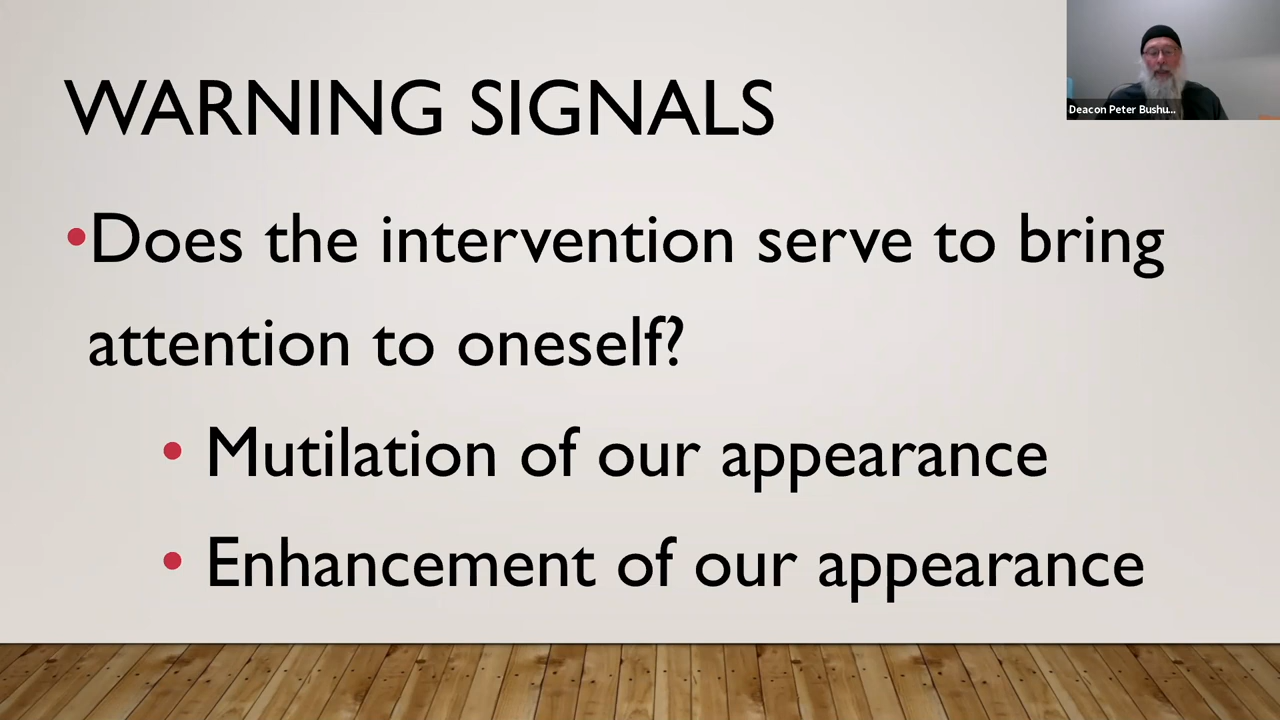 WARNING SIGNALS
Deacon Peter Bushu...
•Does the intervention serve to bring
attention to oneself?
• Mutilation of our appearance
• Enhancement of our appearance